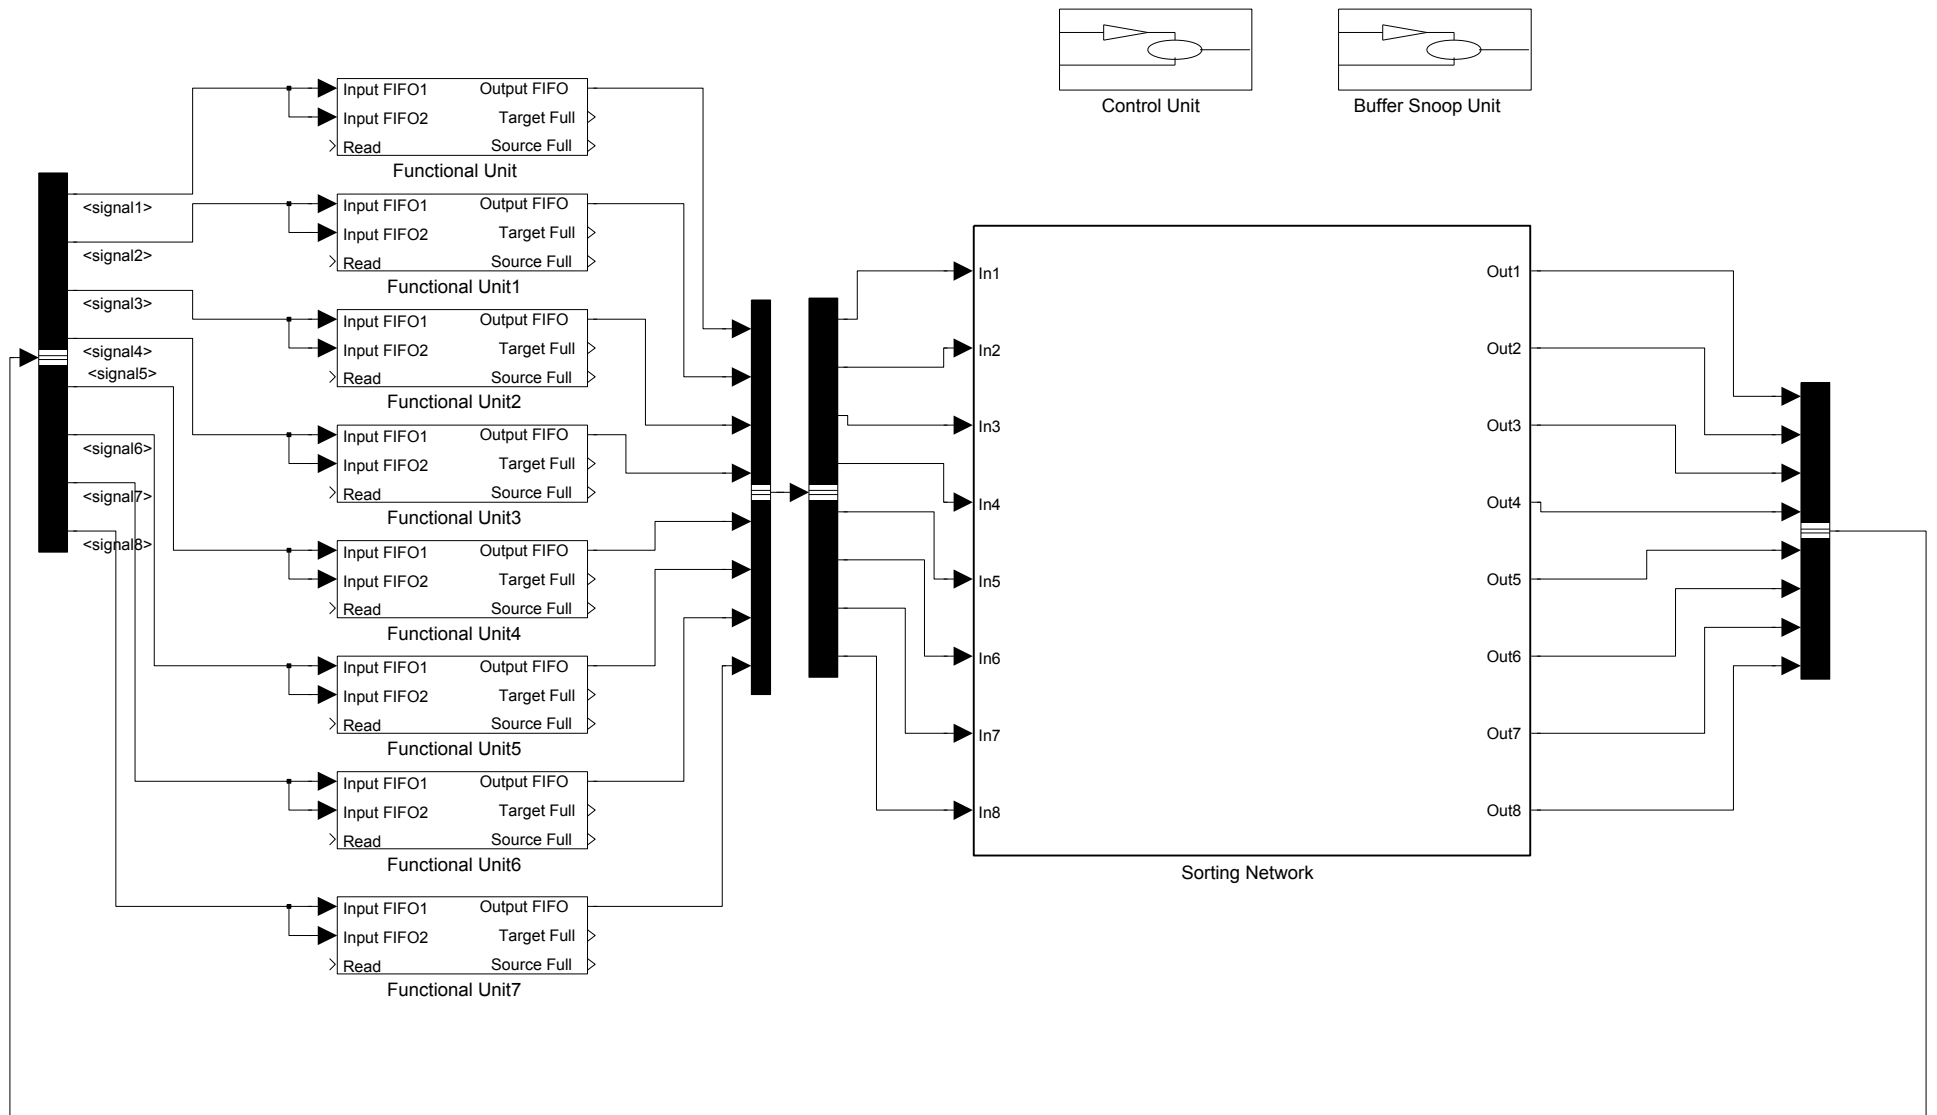 Control Unit
Buffer Snoop Unit
<signal1>
<signal2>
<signal3>
<signal4>
<signal5>
<signal6>
<signal7>
<signal8>
Input FIFO1 Output FIFO
Input FIFO2 Target Full
Read Source Full
Functional Unit
Input FIFO1 Output FIFO
Input FIFO2 Target Full
Read Source Full
Functional Unit1
Input FIFO1 Output FIFO
Input FIFO2 Target Full
Read Source Full
Functional Unit2
Input FIFO1 Output FIFO
Input FIFO2 Target Full
Read Source Full
Functional Unit3
Input FIFO1 Output FIFO
Input FIFO2 Target Full
Read Source Full
Functional Unit4
Input FIFO1 Output FIFO
Input FIFO2 Target Full
Read Source Full
Functional Unit5
Input FIFO1 Output FIFO
Input FIFO2 Target Full
Read Source Full
Functional Unit6
Input FIFO1 Output FIFO
Input FIFO2 Target Full
Read Source Full
Functional Unit7
In1 Out1
In2 Out2
In3 Out3
In4 Out4
In5 Out5
In6 Out6
In7 Out7
In8 Out8
Sorting Network